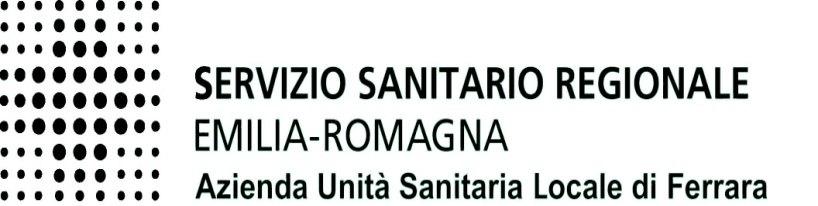 SERVIZIO SANITARIO REGIONALE
EMILIA-ROMAGNA
Azienda Unità Sanitaria Locale di Ferrara